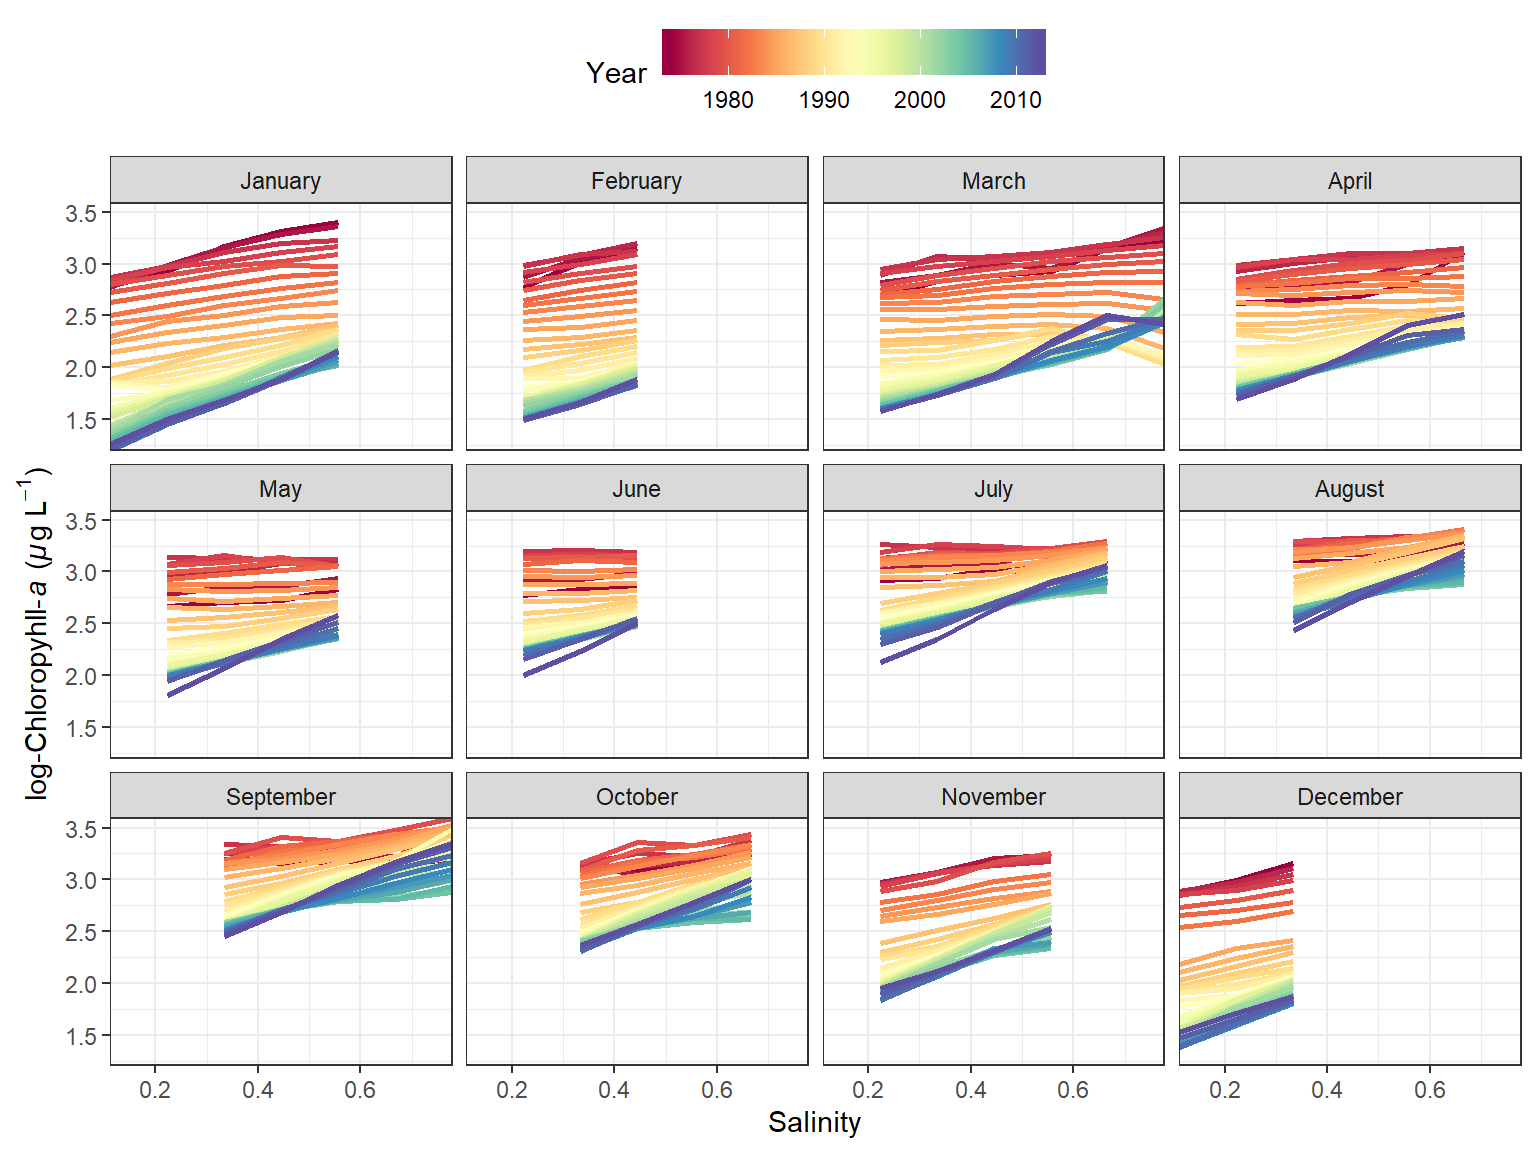 Year
1980 1990 2000 2010
January February March April
3.5
3.0
2.5
2.0
1.5
May June July August
3.5
3.0
2.5
2.0
1.5
September October November December
3.5
3.0
2.5
2.0
1.5
0.2 0.4 0.6 0.2 0.4 0.6 0.2 0.4 0.6 0.2 0.4 0.6
Salinity
log-Chloropyhll-a (μg L⁻¹)